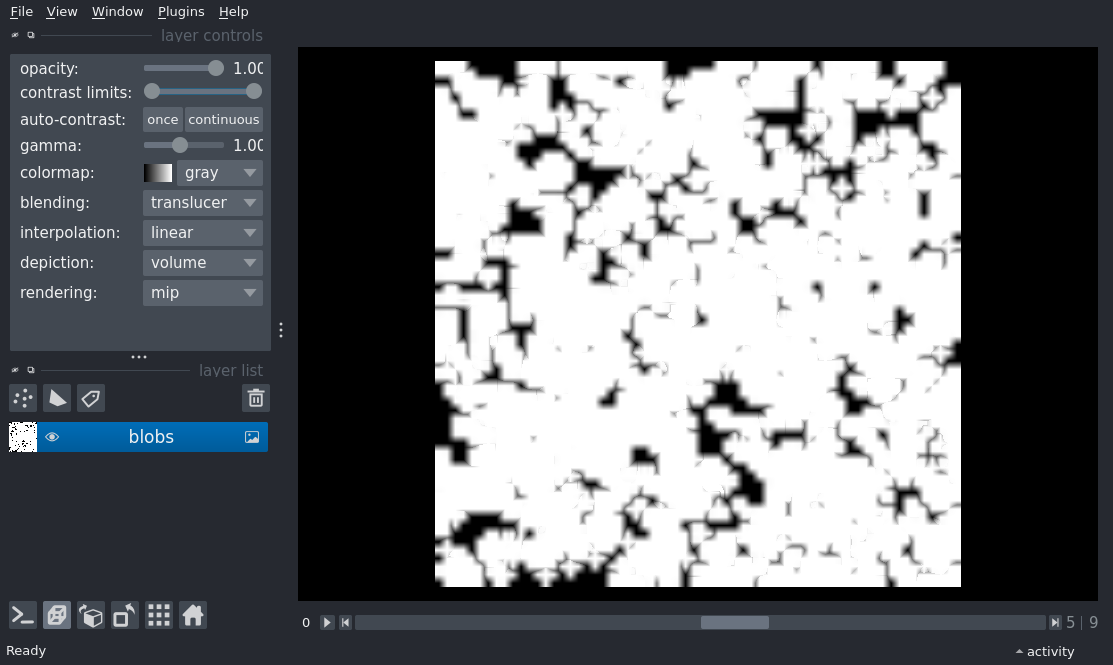 File View Window Plugins Help
layer controls
opacity: 1.00
contrast limits:
auto-contrast: once continuous
gamma: 1.00
colormap: gray
blending: translucer
interpolation: linear
depiction: volume
rendering: mip
layer list
blobs
0 5 | 9
Ready activity